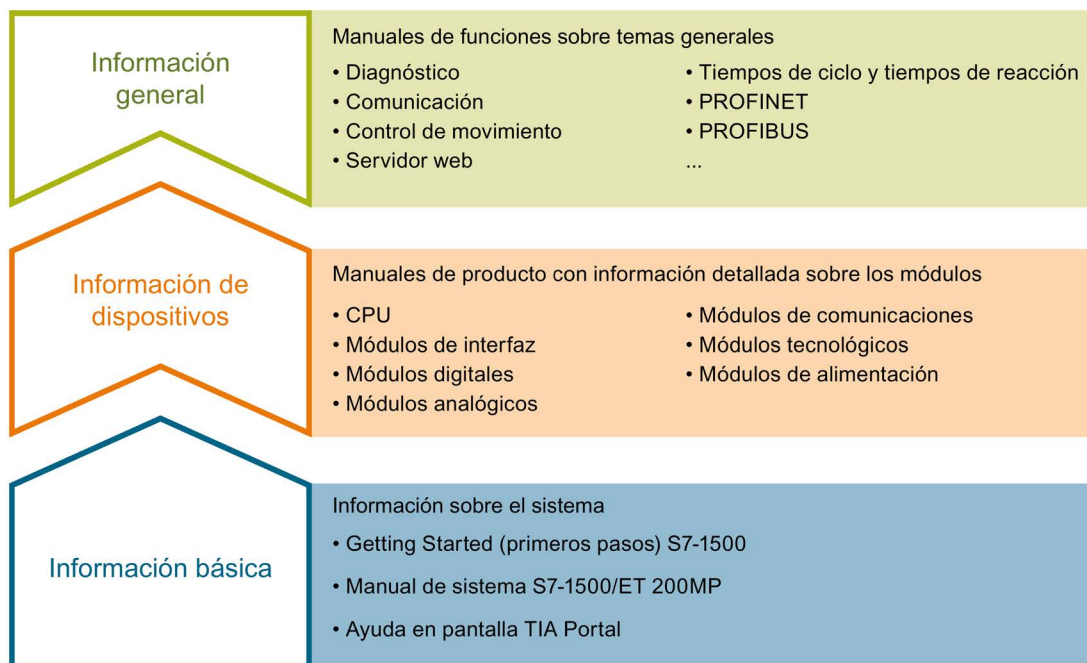 Información
general
Manuales de funciones sobre temas generales
• Diagnóstico
• Comunicación
• Control de movimiento
• Servidor web
• Tiempos de ciclo y tiempos de reacción
• PROFINET
• PROFIBUS
...
Información de
dispositivos
Manuales de producto con información detallada sobre los módulos
• CPU
• Módulos de interfaz
• Módulos digitales
• Módulos analógicos
• Módulos de comunicaciones
• Módulos tecnológicos
• Módulos de alimentación
Información básica
Información sobre el sistema
• Getting Started (primeros pasos) S7-1500
• Manual de sistema S7-1500/ET 200MP
• Ayuda en pantalla TIA Portal